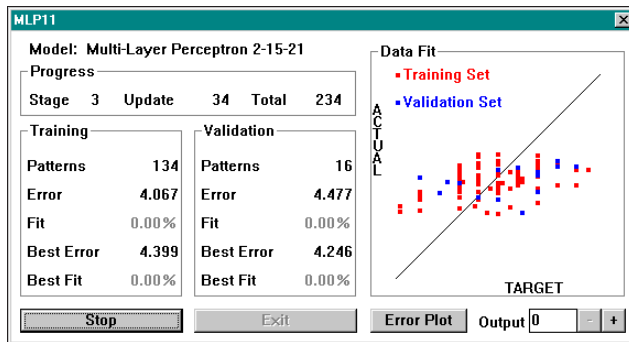 MLP11
Model: Multi-Layer Perceptron 2-15-21
Progress
Stage 3 Update 34 Total 234
Training
Patterns 134
Error 4.067
Fit 0.00%
Best Error 4.399
Best Fit 0.00%
Validation
Patterns 16
Error 4.477
Fit 0.00%
Best Error 4.246
Best Fit 0.00%
Data Fit
Training Set
Validation Set
ACTUAL
TARGET
Stop
Exit
Error Plot
Output 0 - +